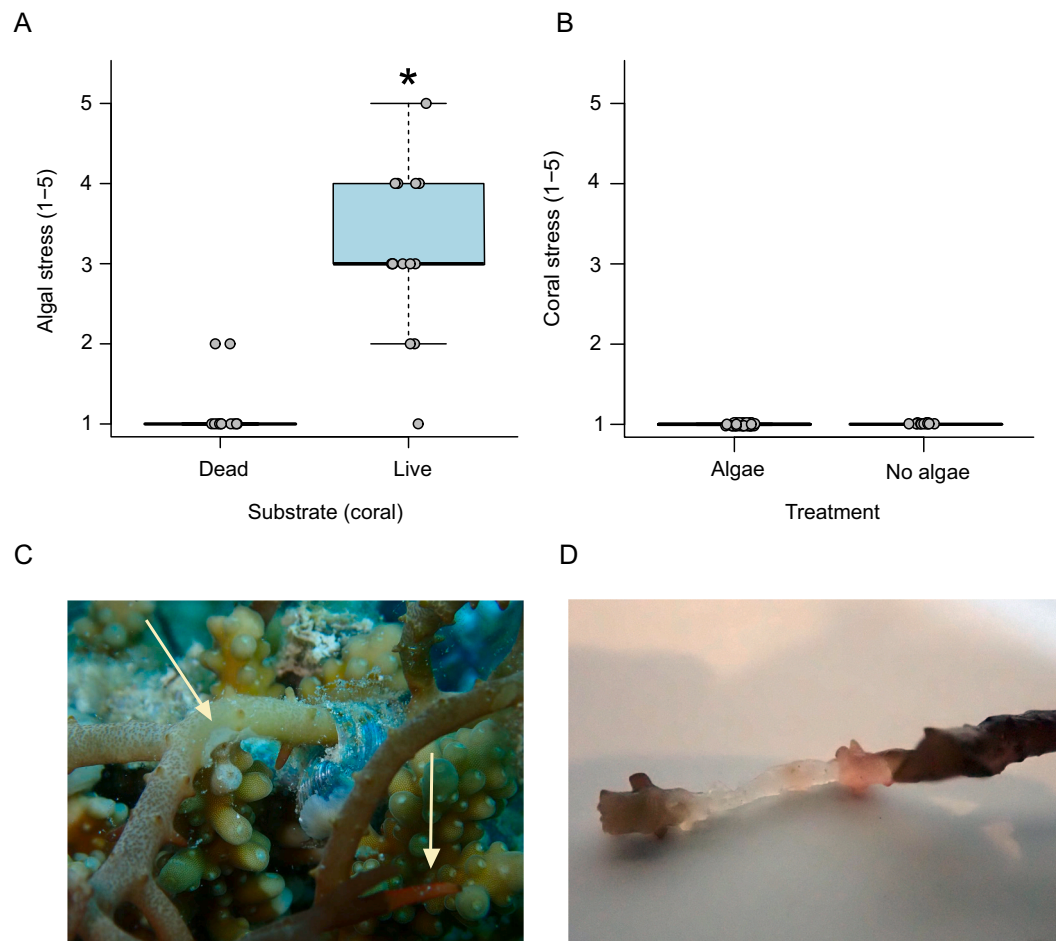 A
*
Algal stress (1–5)
5
4
3
2
1
Dead
Live
Substrate (coral)
B
Coral stress (1–5)
5
4
3
2
1
Algae
No algae
Treatment
C
D